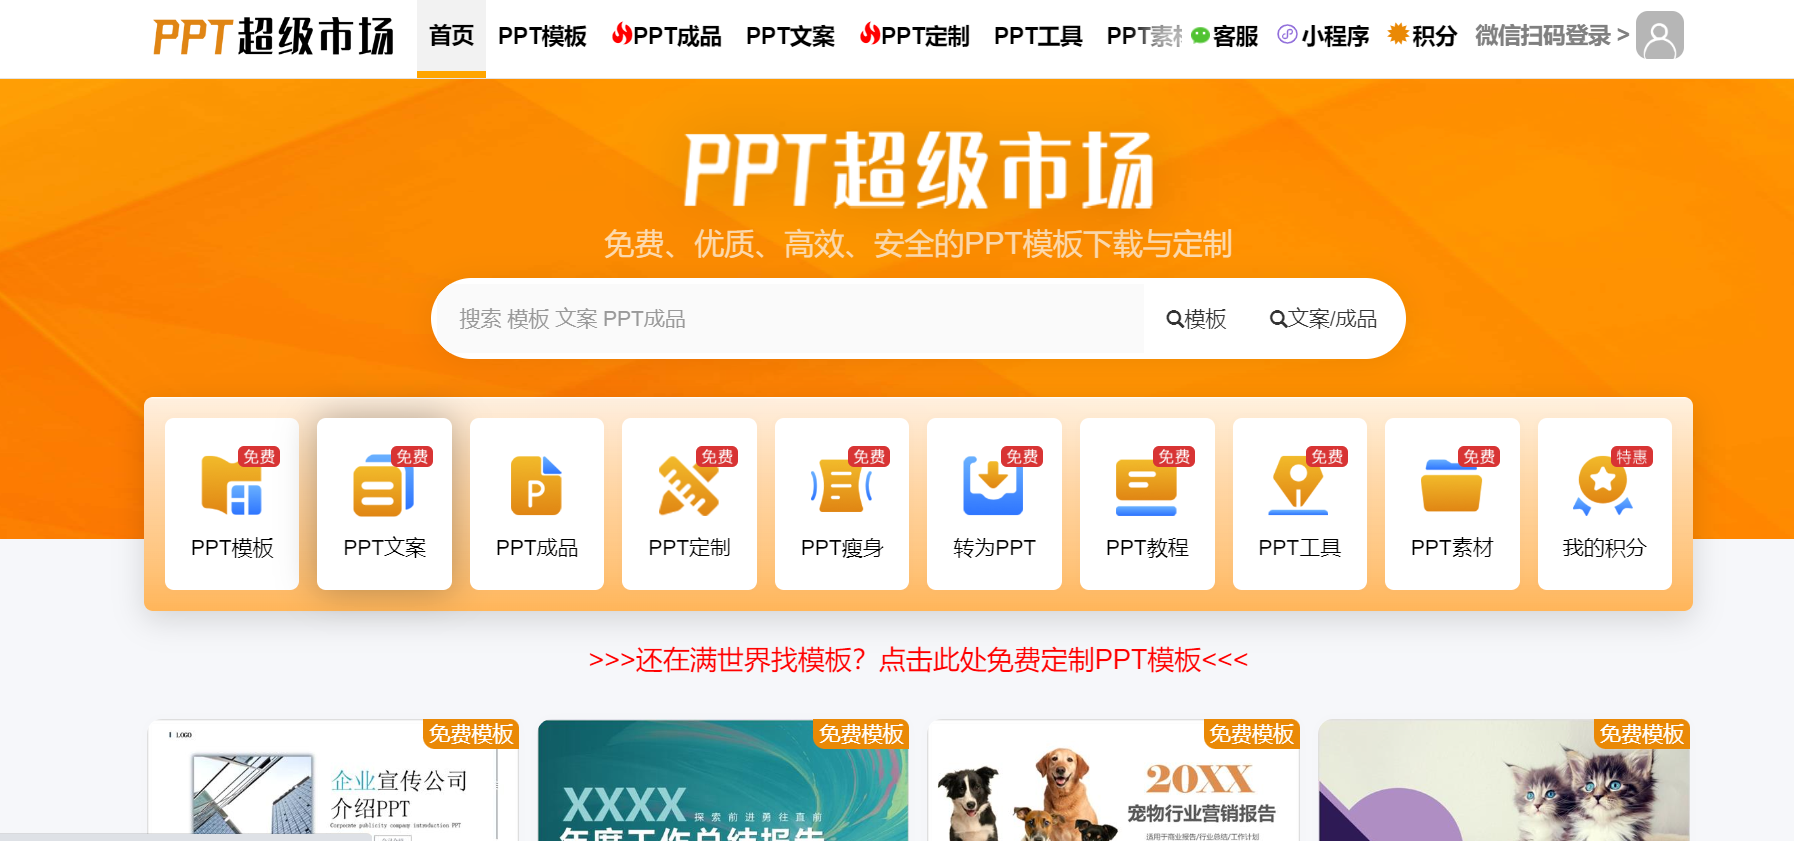 PPT超级市场
首页
PPT模板
PPT成品
PPT文案
PPT定制
PPT工具
PPT素材
客服
小程序
积分
微信扫码登录 >
PPT超级市场
免费、优质、高效、安全的PPT模板下载与定制
搜索 模板 文案 PPT成品
模板
文案/成品
免费
PPT模板
免费
PPT文案
PPT成品
免费
PPT定制
免费
PPT瘦身
免费
转为PPT
免费
PPT教程
免费
PPT工具
免费
PPT素材
特惠
我的积分
>>>还在满世界找模板？点击此处免费定制PPT模板<<<
免费模板
LOGO
企业宣传公司
介绍PPT
Corporate publicity company introduction PPT
免费模板
XXXX
探索前进勇往直前
年度工作总结报告
免费模板
20XX
宠物行业营销报告
适用于商业报告/行业总结/工作计划
免费模板